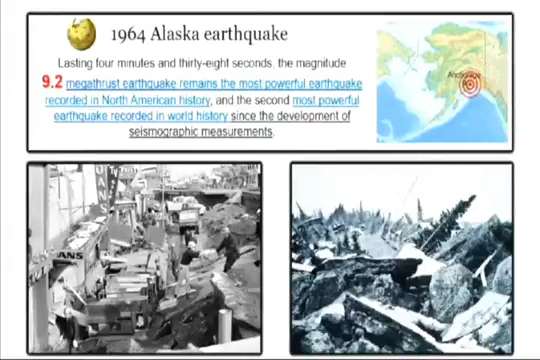 1964 Alaska earthquake
Lasting four minutes and thirty-eight seconds, the magnitude
9.2 megathrust earthquake remains the most powerful earthquake
recorded in North American history, and the second most powerful
earthquake recorded in world history since the development of
seismographic measurements.
Anchorage
ANS